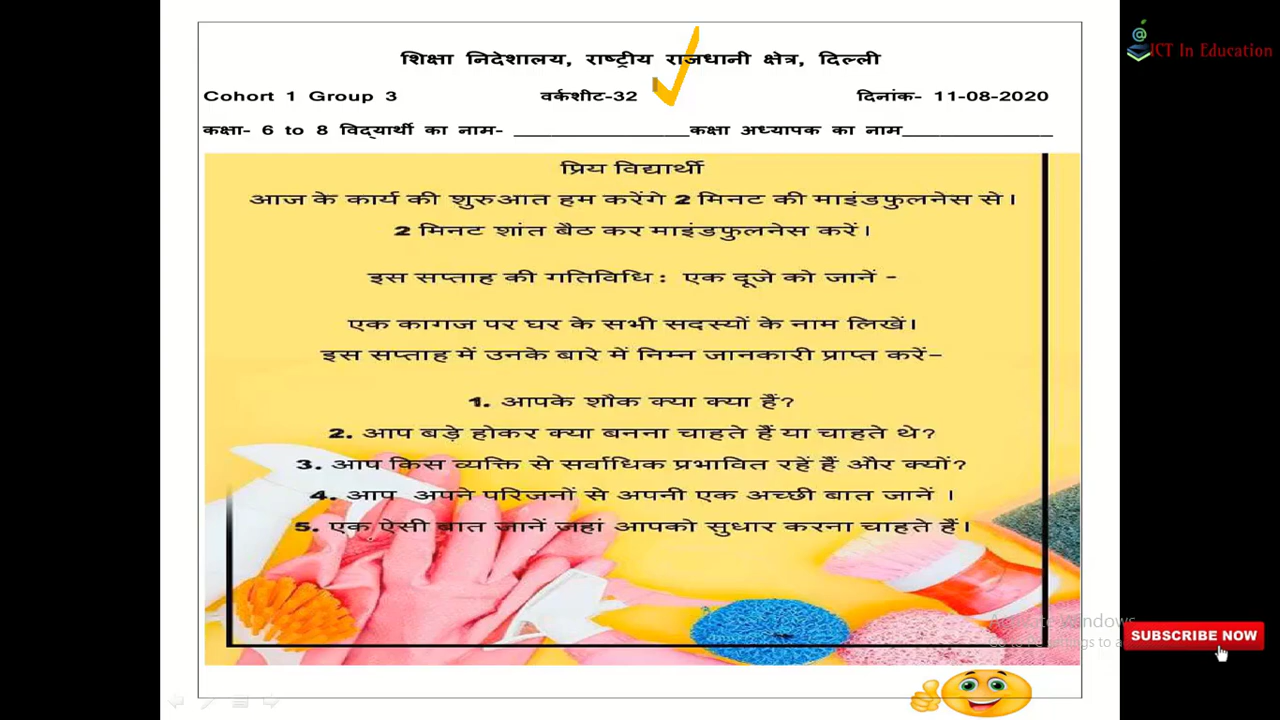 शिक्षा निदेशालय, राष्ट्रीय राजधानी क्षेत्र, दिल्ली
Cohort 1 Group 3 वर्कशीट-32 दिनांक- 11-08-2020
कक्षा- 6 to 8 विद्यार्थी का नाम- ________________कक्षा अध्यापक का नाम______________
प्रिय विद्यार्थी
आज के कार्य की शुरुआत हम करेंगे 2 मिनट की माइंडफुलनेस से।
2 मिनट शांत बैठ कर माइंडफुलनेस करें।
इस सप्ताह की गतिविधि : एक दूजे को जानें -
एक कागज पर घर के सभी सदस्यों के नाम लिखें।
इस सप्ताह में उनके बारे में निम्न जानकारी प्राप्त करें–
1. आपके शौक क्या क्या हैं?
2. आप बड़े होकर क्या बनना चाहते हैं या चाहते थे?
3. आप किस व्यक्ति से सर्वाधिक प्रभावित रहें हैं और क्यों?
4. आप अपने परिजनों से अपनी एक अच्छी बात जानें ।
5. एक ऐसी बात जानें जहां आपको सुधार करना चाहते हैं।
ICT In Education
SUBSCRIBE NOW